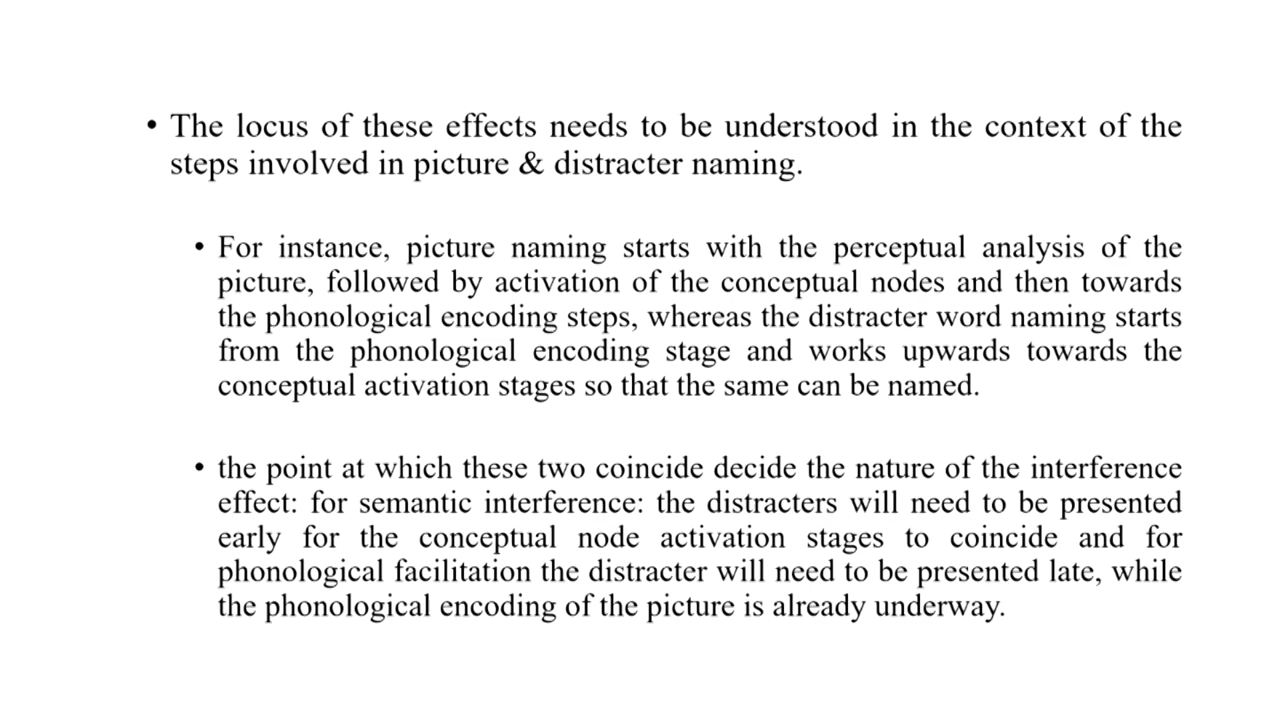 • The locus of these effects needs to be understood in the context of the
steps involved in picture & distracter naming.
• For instance, picture naming starts with the perceptual analysis of the
picture, followed by activation of the conceptual nodes and then towards
the phonological encoding steps, whereas the distracter word naming starts
from the phonological encoding stage and works upwards towards the
conceptual activation stages so that the same can be named.
• the point at which these two coincide decide the nature of the interference
effect: for semantic interference: the distracters will need to be presented
early for the conceptual node activation stages to coincide and for
phonological facilitation the distracter will need to be presented late, while
the phonological encoding of the picture is already underway.